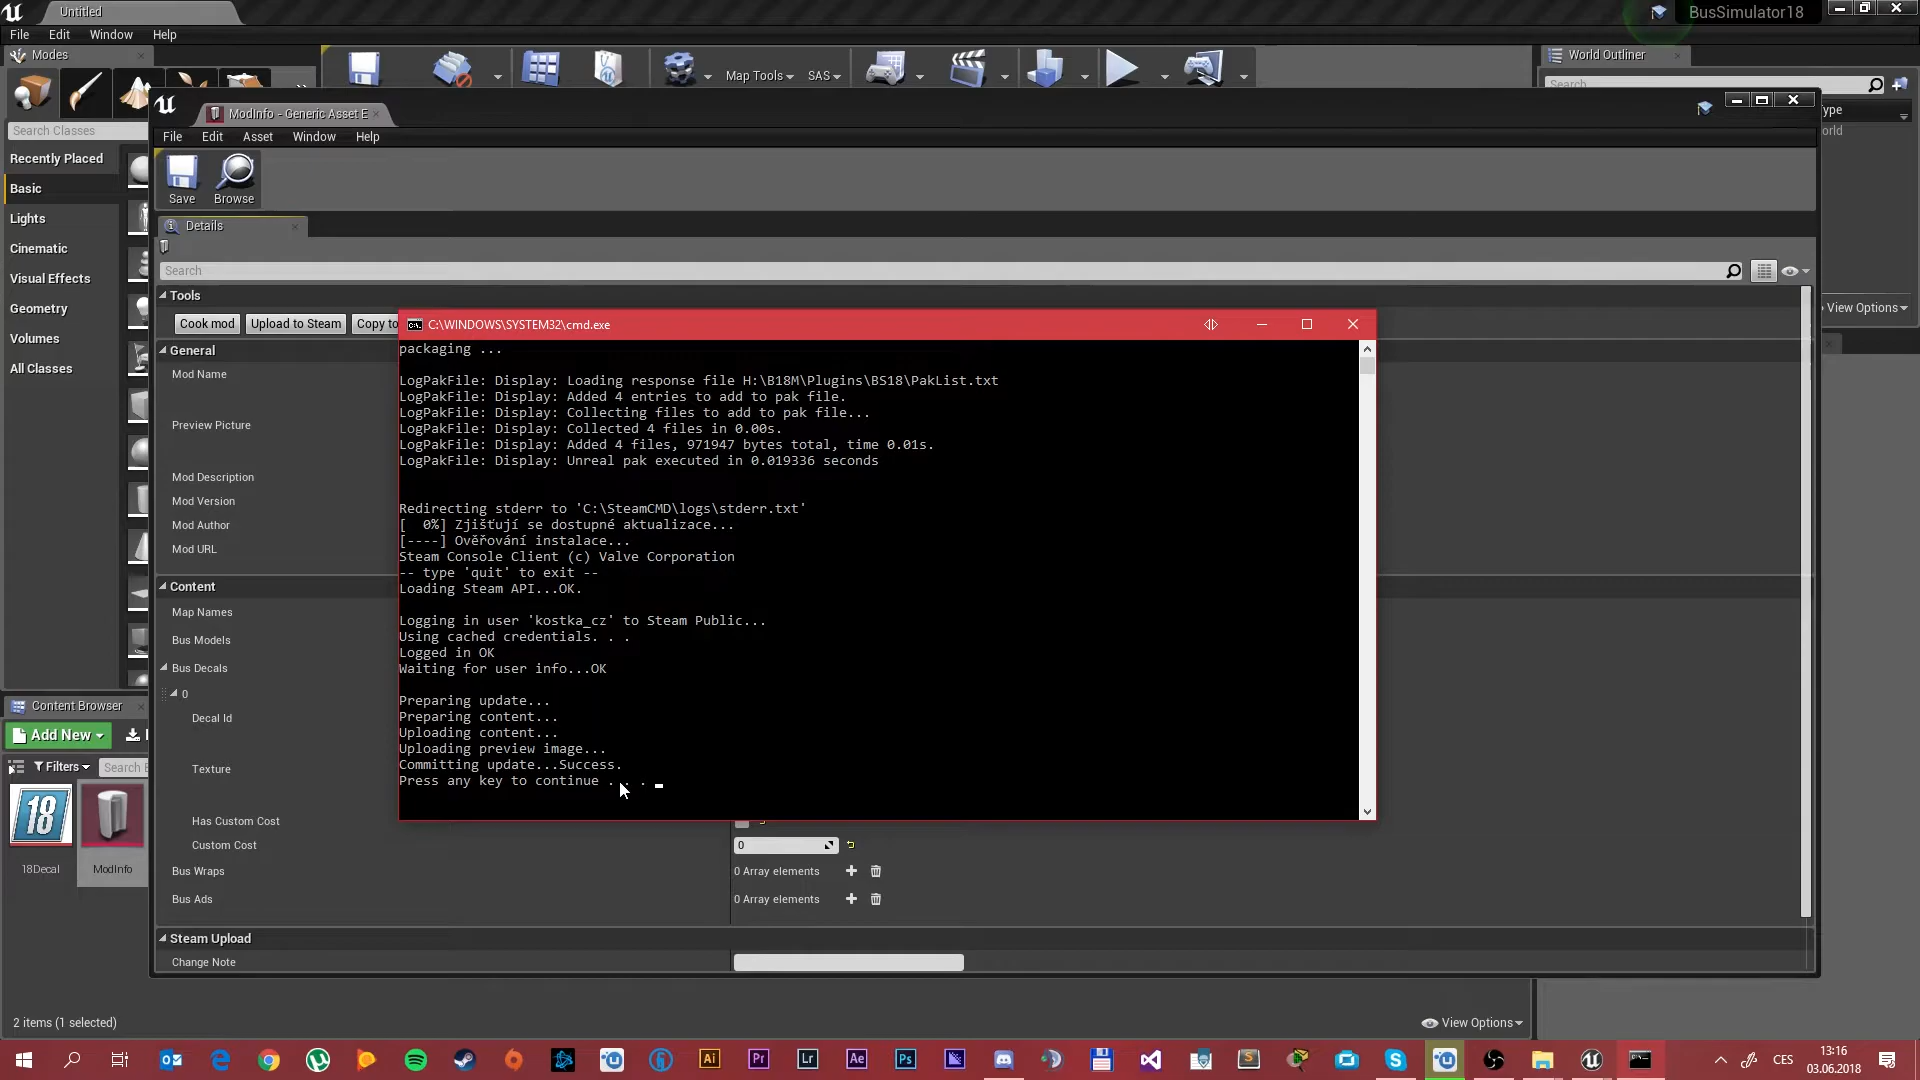 Untitled
BusSimulator18
File Edit Window Help
Modes
World Outliner
Map Tools SAS
Search
ModInfo - Generic Asset E
Search Classes
File Edit Asset Window Help
Recently Placed
Basic
Lights
Cinematic
Visual Effects
Geometry
Volumes
All Classes
Save Browse
Details
Search
Tools
Cook mod Upload to Steam Copy to
View Options
General
Mod Name
Preview Picture
Mod Description
Mod Version
Mod Author
Mod URL
Content
Map Names
Bus Models
Bus Decals
0
Decal Id
Texture
Has Custom Cost
Custom Cost 0
Bus Wraps 0 Array elements
Bus Ads 0 Array elements
Steam Upload
Change Note
C:\WINDOWS\SYSTEM32\cmd.exe
packaging ...
LogPakFile: Display: Loading response file H:\B18M\Plugins\BS18\PakList.txt
LogPakFile: Display: Added 4 entries to add to pak file.
LogPakFile: Display: Collecting files to add to pak file...
LogPakFile: Display: Collected 4 files in 0.00s.
LogPakFile: Display: Added 4 files, 971947 bytes total, time 0.01s.
LogPakFile: Display: Unreal pak executed in 0.019336 seconds
Redirecting stderr to 'C:\SteamCMD\logs\stderr.txt'
[  0%] Zjišťují se dostupné aktualizace...
[----] Ověřování instalace...
Steam Console Client (c) Valve Corporation
-- type 'quit' to exit --
Loading Steam API...OK.
Logging in user 'kostka_cz' to Steam Public...
Using cached credentials. . .
Logged in OK
Waiting for user info...OK
Preparing update...
Preparing content...
Uploading content...
Uploading preview image...
Committing update...Success.
Press any key to continue . . .
Content Browser
Add New
Filters Search
18
18Decal ModInfo
2 items (1 selected)
View Options
Ai Pr Lr Ae Ps
CES
13:16
03.06.2018